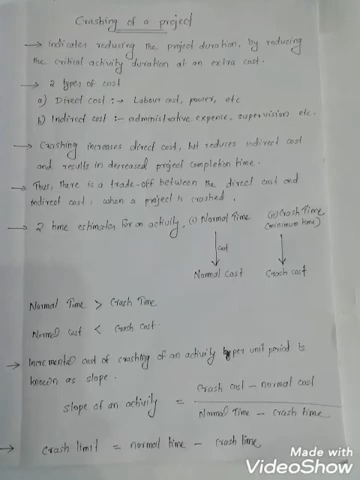 Crashing of a project
→ Indicates reducing the project duration, by reducing
the critical activity duration at an extra cost.
→ 2 types of cost
a) Direct cost :→ Labour cost, power, etc
b) Indirect cost :- administrative expense, supervision etc.
→ Crashing increases direct cost, but reduces indirect cost
and results in decreased project completion time.
→ Thus, there is a trade-off between the direct cost and
indirect cost, when a project is crashed.
→ 2 time estimates for an activity, (i) Normal Time (ii) Crash Time
(minimum time)
cost
Normal Cost Crash cost
Normal Time > Crash Time
Normal cost < Crash cost.
→ Incremental cost of crashing of an activity per unit period is
known as slope.
slope of an activity = Crash cost - normal cost
Normal Time - Crash time
→ Crash limit = normal time - Crash time
Made with
VideoShow